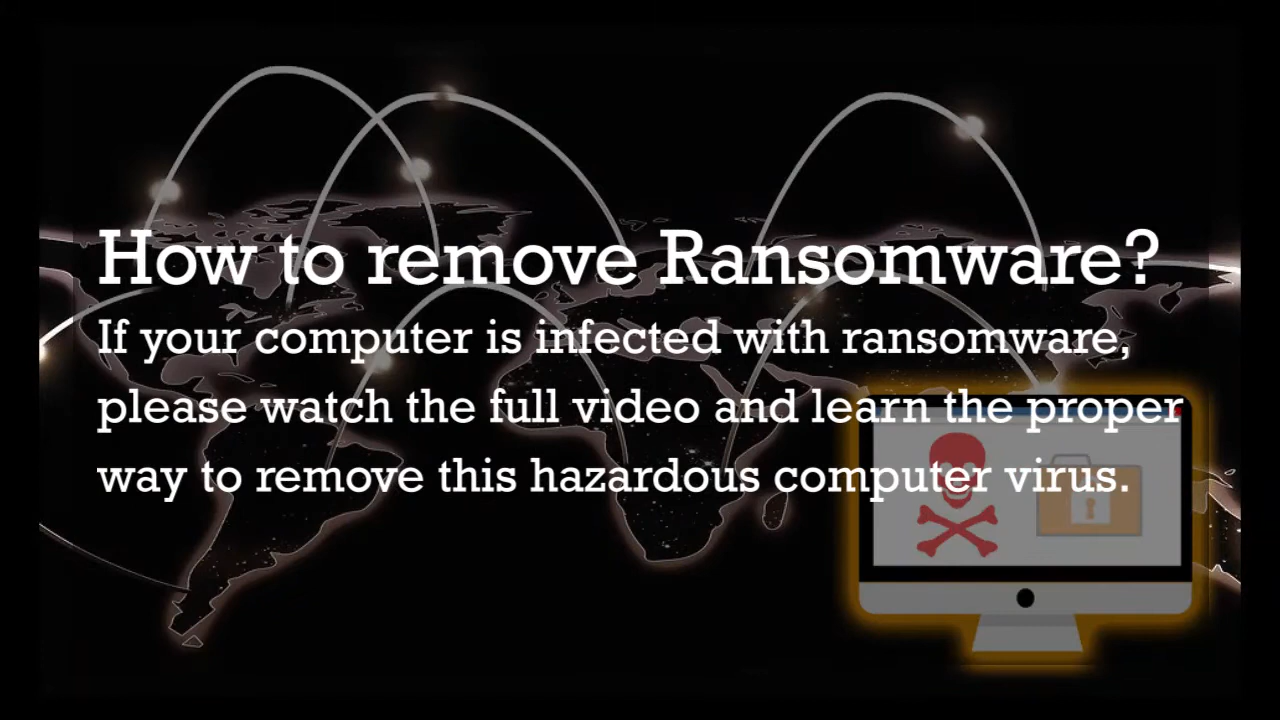 How to remove Ransomware?
If your computer is infected with ransomware,
please watch the full video and learn the proper
way to remove this hazardous computer virus.